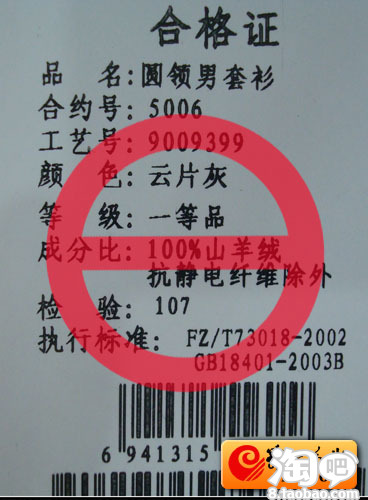 合格证
品 名:圆领男套衫
合约号:5006
工艺号:9009399
颜 色:云片灰
等 级:一等品
成分比:100%山羊绒
抗静电纤维除外
检 验:107
执行标准:FZ/T73018-2002
GB18401-2003B
6 941315
淘吧
8.taobao.com